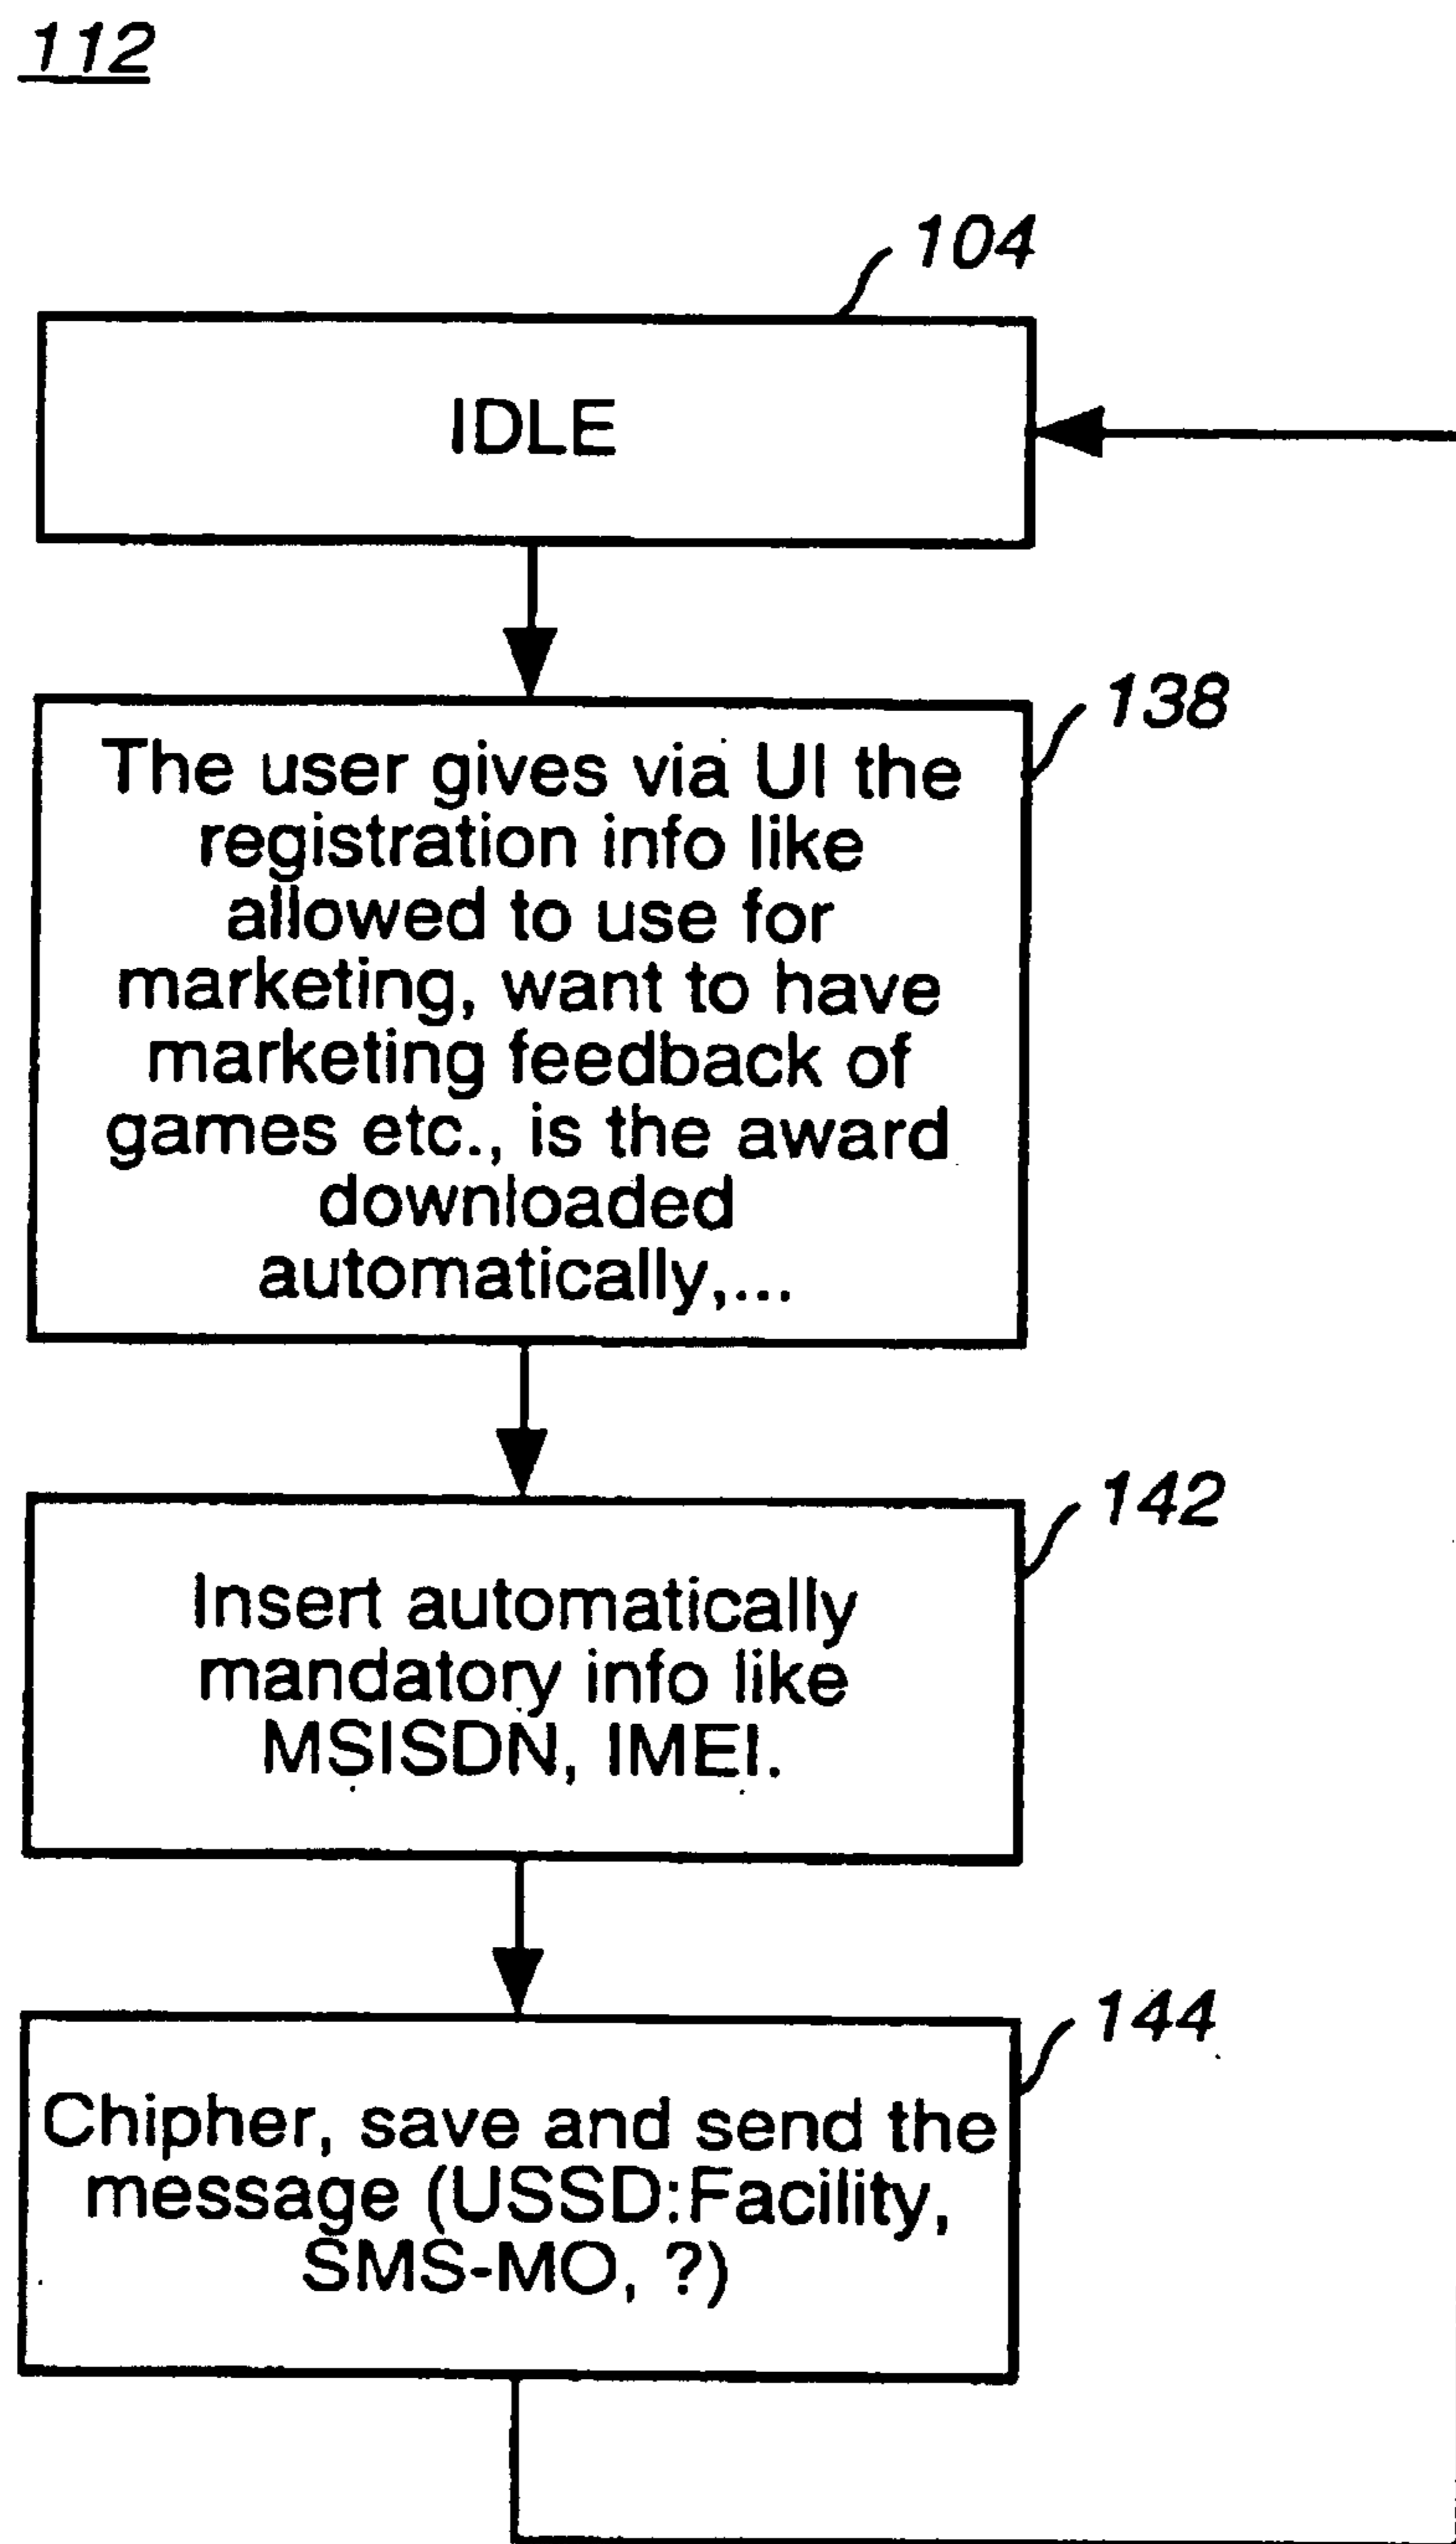 112
104
IDLE
138
The user gives via UI the
registration info like
allowed to use for
marketing, want to have
marketing feedback of
games etc., is the award
downloaded
automatically,...
142
Insert automatically
mandatory info like
MSISDN, IMEI.
144
Chipher, save and send the
message (USSD:Facility,
SMS-MO, ?)